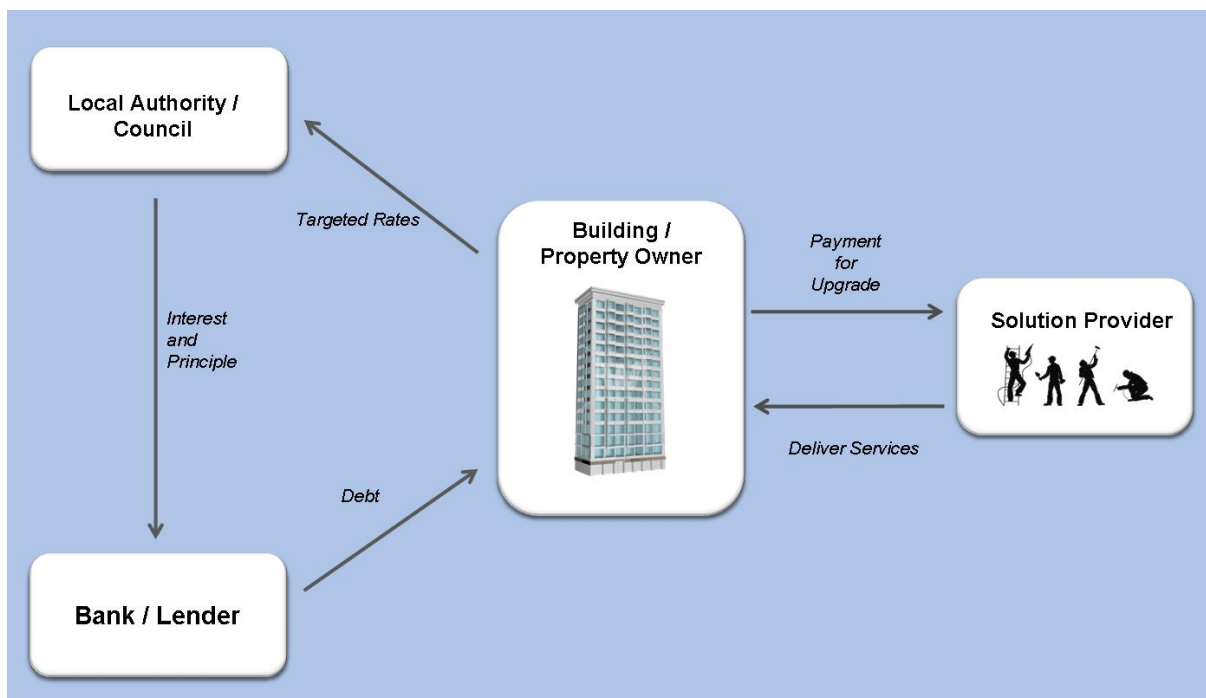 Local Authority /
Council
Targeted Rates
Building /
Property Owner
Payment
for
Upgrade
Solution Provider
Interest
and
Principle
Deliver Services
Debt
Bank / Lender